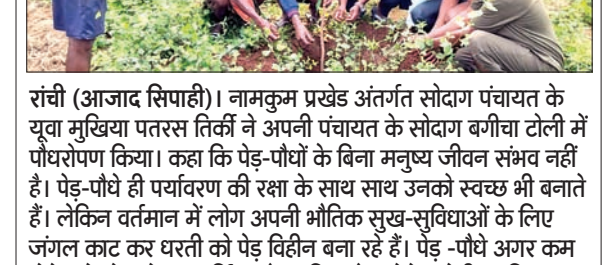 रांची (आजाद सिपाही)। नामकुम प्रखेड अंतर्गत सोदाग पंचायत के
यूवा मुखिया पतरस तिर्की ने अपनी पंचायत के सोदाग बगीचा टोली में
पौधरोपण किया। कहा कि पेड़-पौधों के बिना मनुष्य जीवन संभव नहीं
है। पेड़-पौधे ही पर्यावरण की रक्षा के साथ साथ उनको स्वच्छ भी बनाते
हैं। लेकिन वर्तमान में लोग अपनी भौतिक सुख-सुविधाओं के लिए
जंगल काट कर धरती को पेड़ विहीन बना रहे हैं। पेड़ -पौधे अगर कम